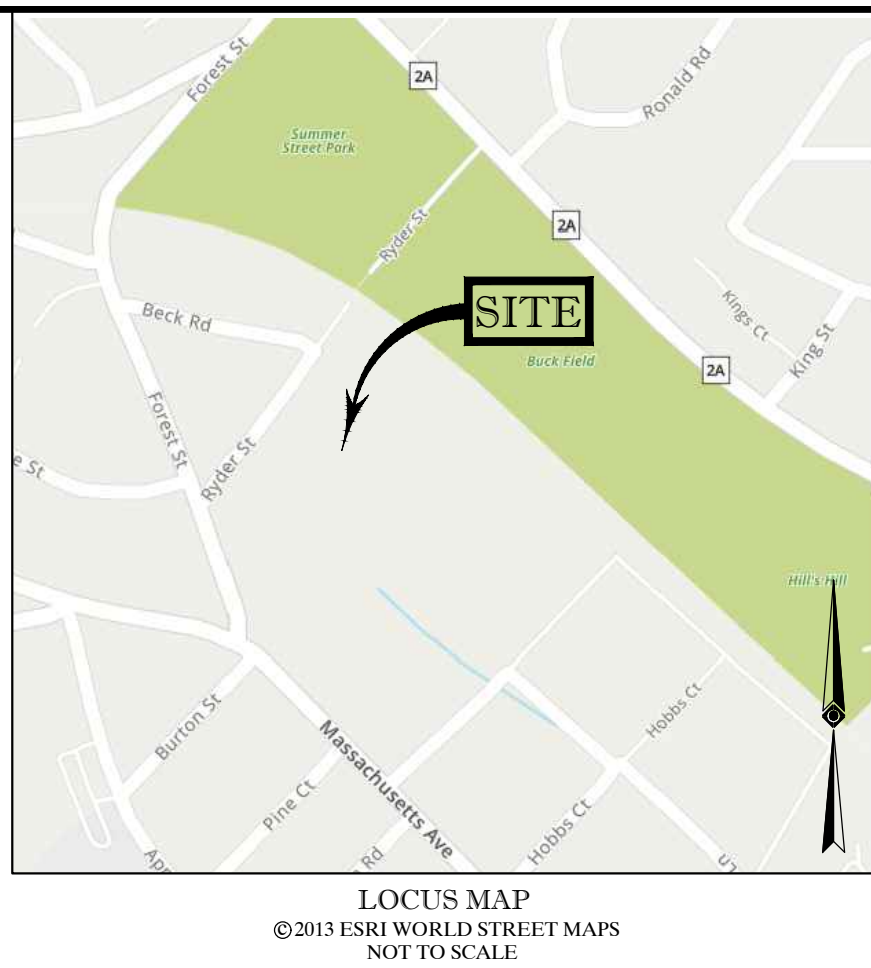 Forest St
2A
Ronald Rd
Summer
Street Park
Ryder St
2A
SITE
Kings Ct
King St
Beck Rd
Buck Field
2A
Forest St
Ryder St
e St
Hill's Hill
Burton St
Massachusetts Ave
Hobbs Ct
Pine Ct
Hobbs Ct
Rd
Ln
LOCUS MAP
©2013 ESRI WORLD STREET MAPS
NOT TO SCALE